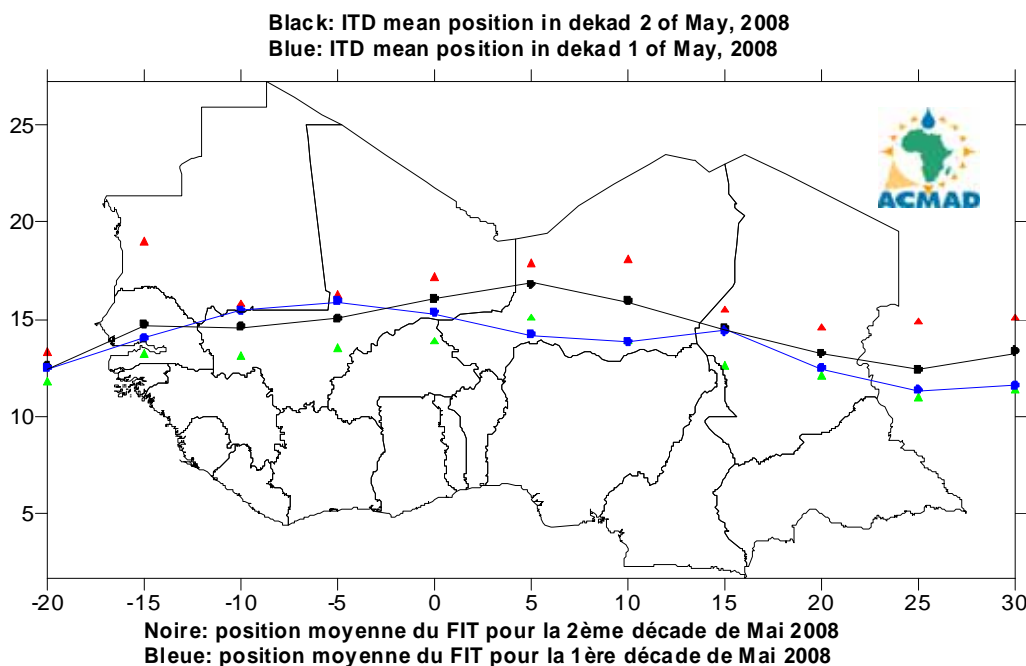 Black: ITD mean position in dekad 2 of May, 2008
Blue: ITD mean position in dekad 1 of May, 2008
25
20
15
10
5
ACMAD
-20 -15 -10 -5 0 5 10 15 20 25 30
Noire: position moyenne du FIT pour la 2ème décade de Mai 2008
Bleue: position moyenne du FIT pour la 1ère décade de Mai 2008